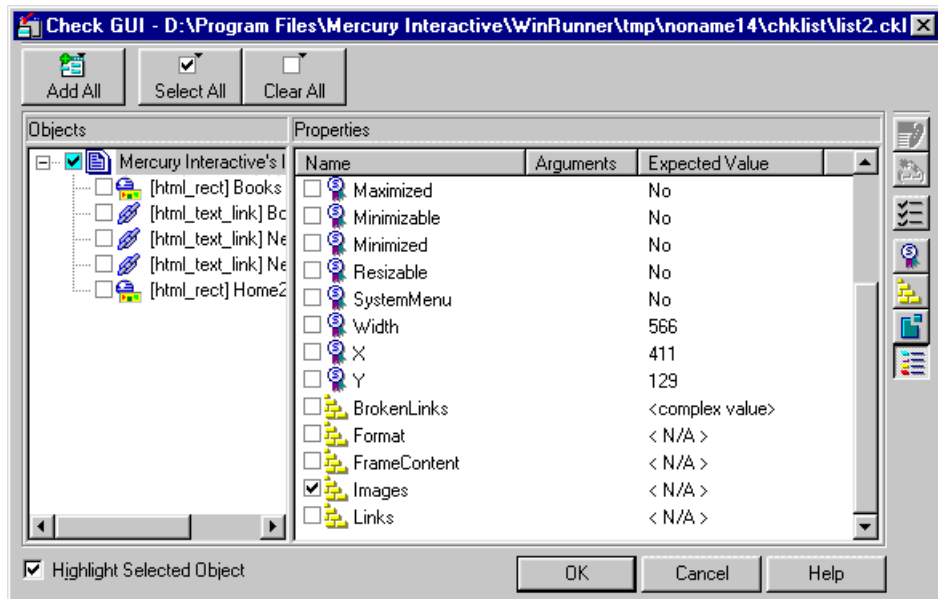 Check GUI - D:\Program Files\Mercury Interactive\WinRunner\tmp\noname14\chklist\list2.ckl
Add All Select All Clear All
Objects Properties
Mercury Interactive's
Name Arguments Expected Value
[html_rect] Books
[html_text_link] Bo
[html_text_link] Ne
[html_text_link] Ne
[html_rect] Home2
Maximized No
Minimizable No
Minimized No
Resizable No
SystemMenu No
Width 566
X 411
Y 129
BrokenLinks <complex value>
Format < N/A >
FrameContent < N/A >
Images < N/A >
Links < N/A >
Highlight Selected Object
OK Cancel Help